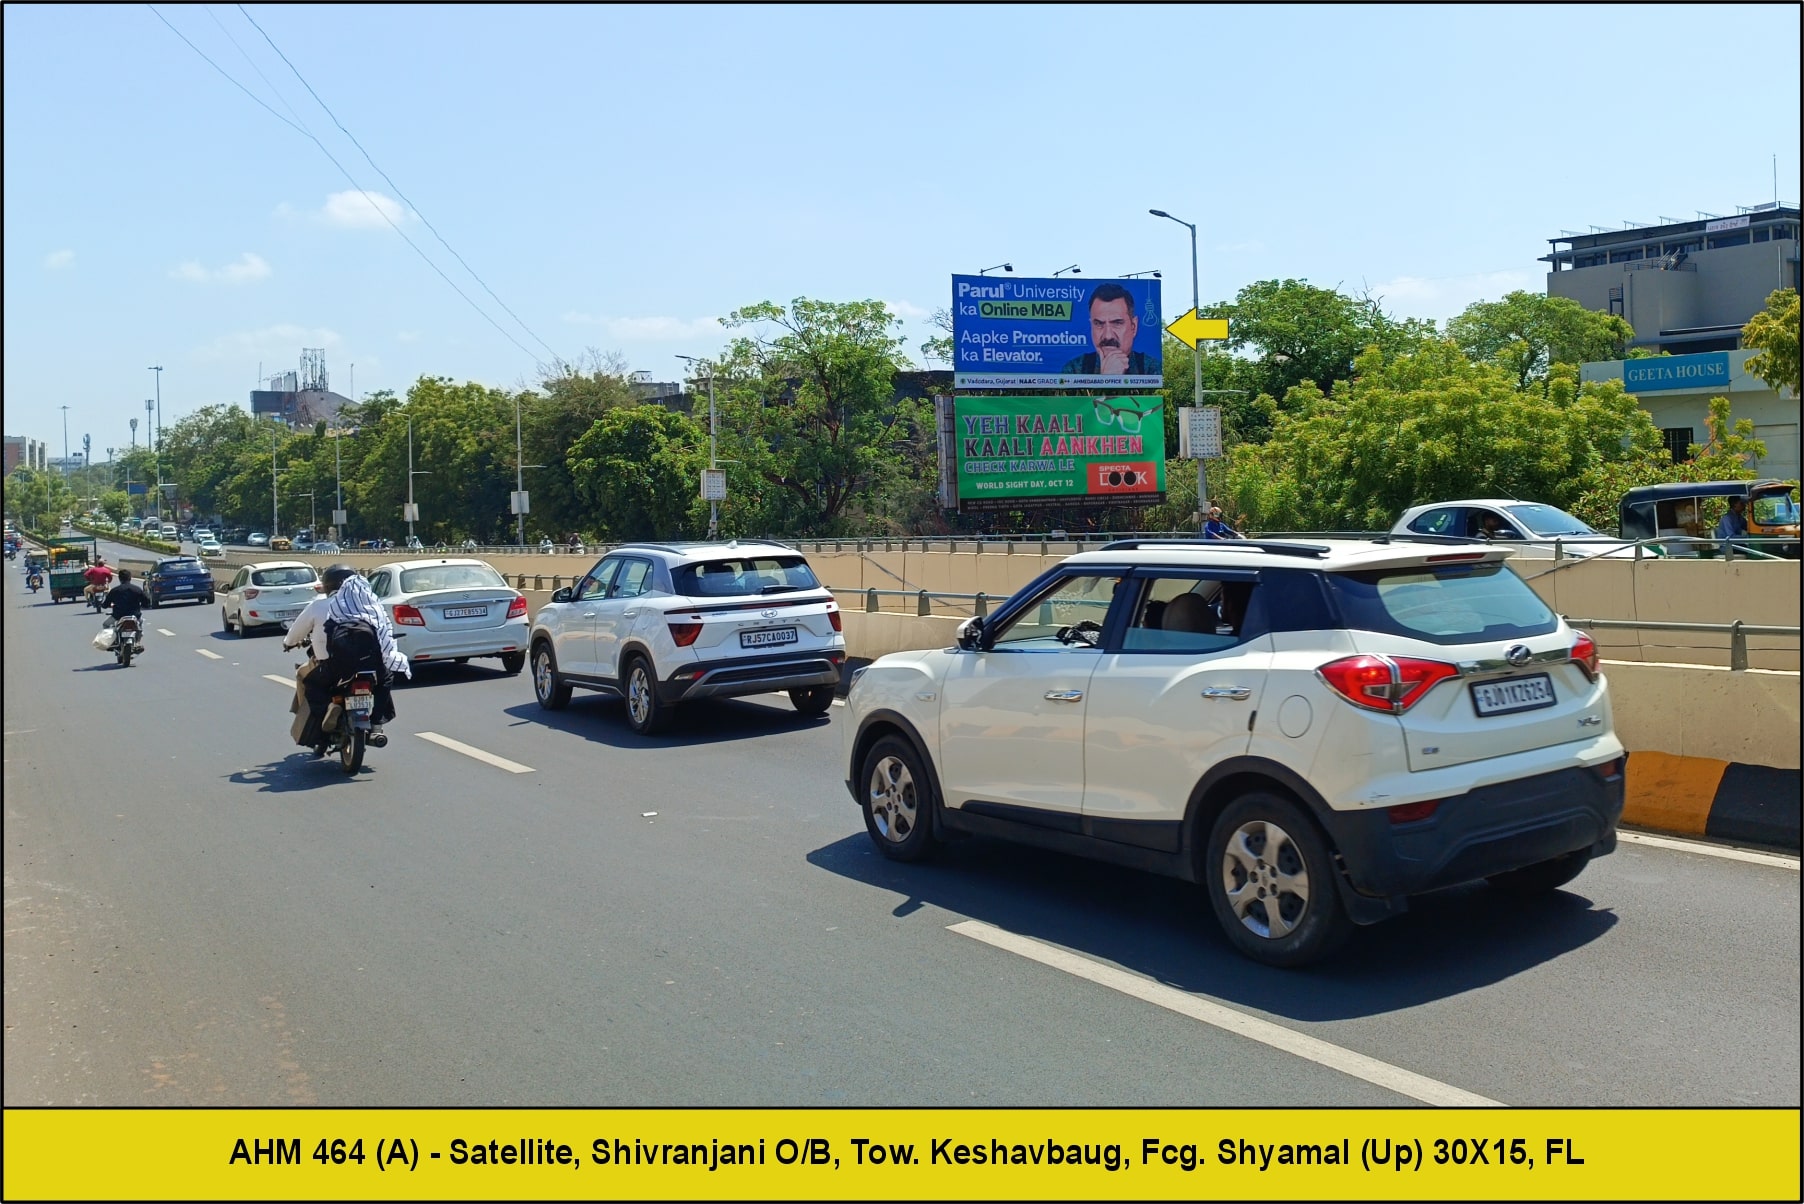 Parul® University
ka Online MBA
Aapke Promotion
ka Elevator.
Vadodara, Gujarat | NAAC GRADE A++ AHMEDABAD OFFICE
YEH KAALI
KAALI AANKHEN
CHECK KARWA LE
WORLD SIGHT DAY, OCT 12
SPECTA
LOOK
GEETA HOUSE
GJ27EB5534
CRETA
RJ57CA0037
GJ01KZ6254
AHM 464 (A) - Satellite, Shivranjani O/B, Tow. Keshavbaug, Fcg. Shyamal (Up) 30X15, FL